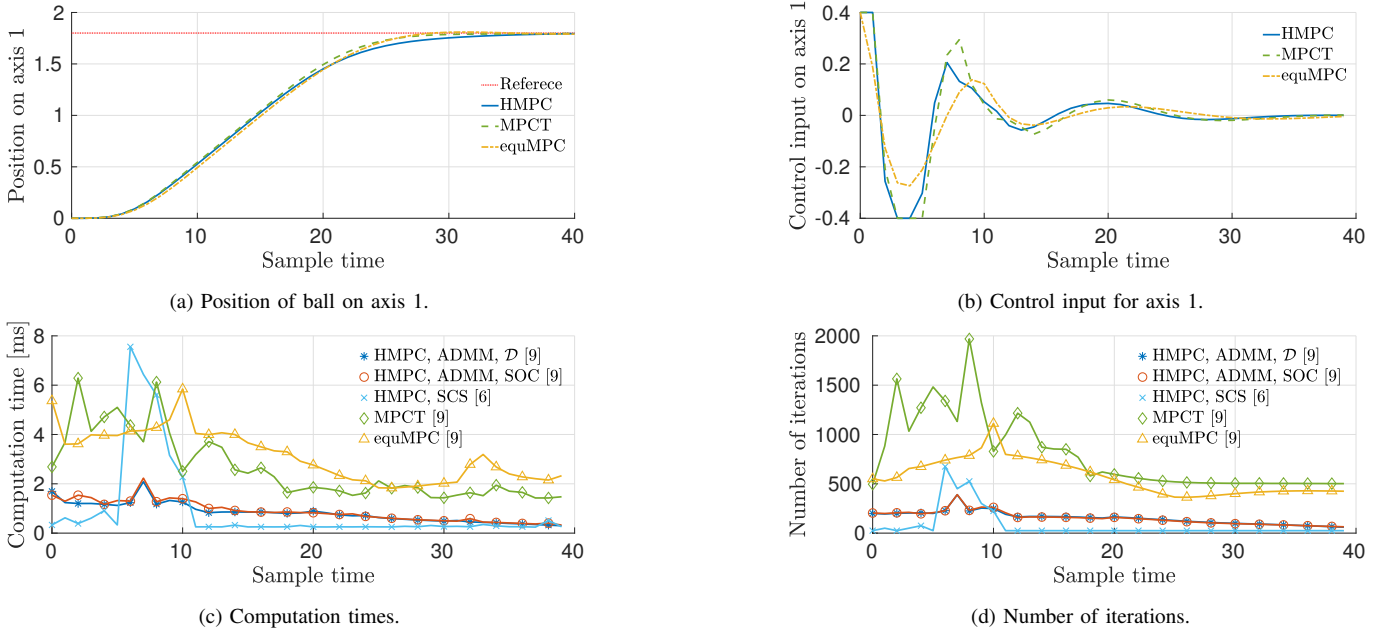 Position on axis 1
2
1.5
1
0.5
0
Referece
HMPC
MPCT
equMPC
0 10 20 30 40
Sample time
(a) Position of ball on axis 1.
Control input on axis 1
0.4
0.2
0
-0.2
-0.4
HMPC
MPCT
equMPC
0 10 20 30 40
Sample time
(b) Control input for axis 1.
Computation time [ms]
8
6
4
2
0
HMPC, ADMM, 𝒟 [9]
HMPC, ADMM, SOC [9]
HMPC, SCS [6]
MPCT [9]
equMPC [9]
0 10 20 30 40
Sample time
(c) Computation times.
Number of iterations
2000
1500
1000
500
0
HMPC, ADMM, 𝒟 [9]
HMPC, ADMM, SOC [9]
HMPC, SCS [6]
MPCT [9]
equMPC [9]
0 10 20 30 40
Sample time
(d) Number of iterations.